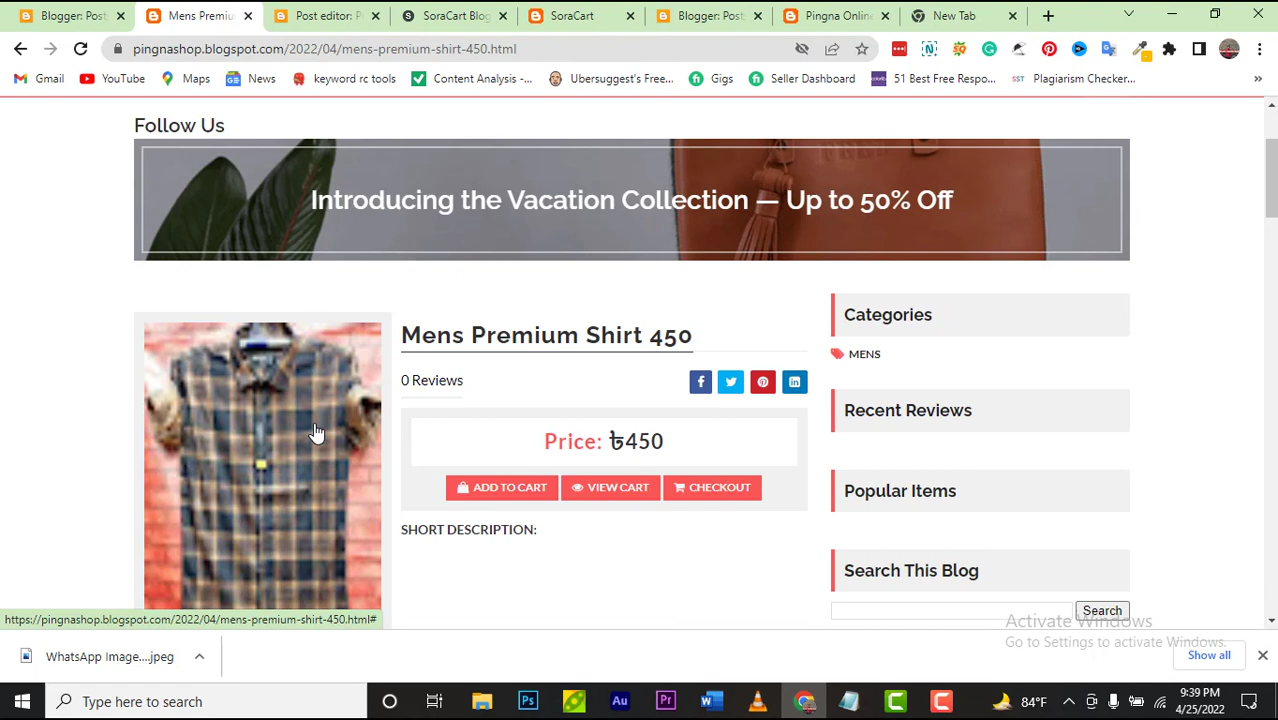 Blogger: Post
Mens Premiu
Post editor: P
SoraCart Blog
SoraCart
Blogger: Post
Pingna Online
New Tab
pingnashop.blogspot.com/2022/04/mens-premium-shirt-450.html
Gmail
YouTube
Maps
News
keyword rc tools
Content Analysis -...
Ubersuggest's Free...
Gigs
Seller Dashboard
51 Best Free Respo...
SST
Plagiarism Checker...
»
Follow Us
Introducing the Vacation Collection — Up to 50% Off
Mens Premium Shirt 450
0 Reviews
Price: ৳450
ADD TO CART
VIEW CART
CHECKOUT
SHORT DESCRIPTION:
Categories
MENS
Recent Reviews
Popular Items
Search This Blog
Search
https://pingnashop.blogspot.com/2022/04/mens-premium-shirt-450.html#
Activate Windows
Go to Settings to activate Windows.
WhatsApp Image....jpeg
Show all
Type here to search
84°F
9:39 PM
4/25/2022